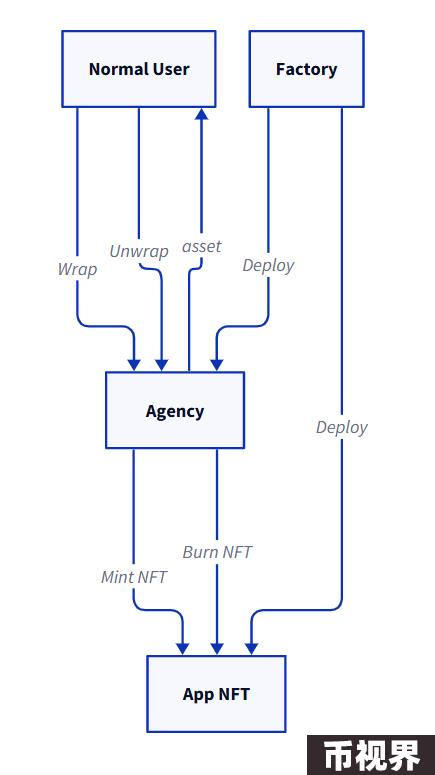 Normal User
Factory
Wrap
Unwrap
asset
Deploy
Agency
Deploy
Burn NFT
Mint NFT
App NFT
币视界